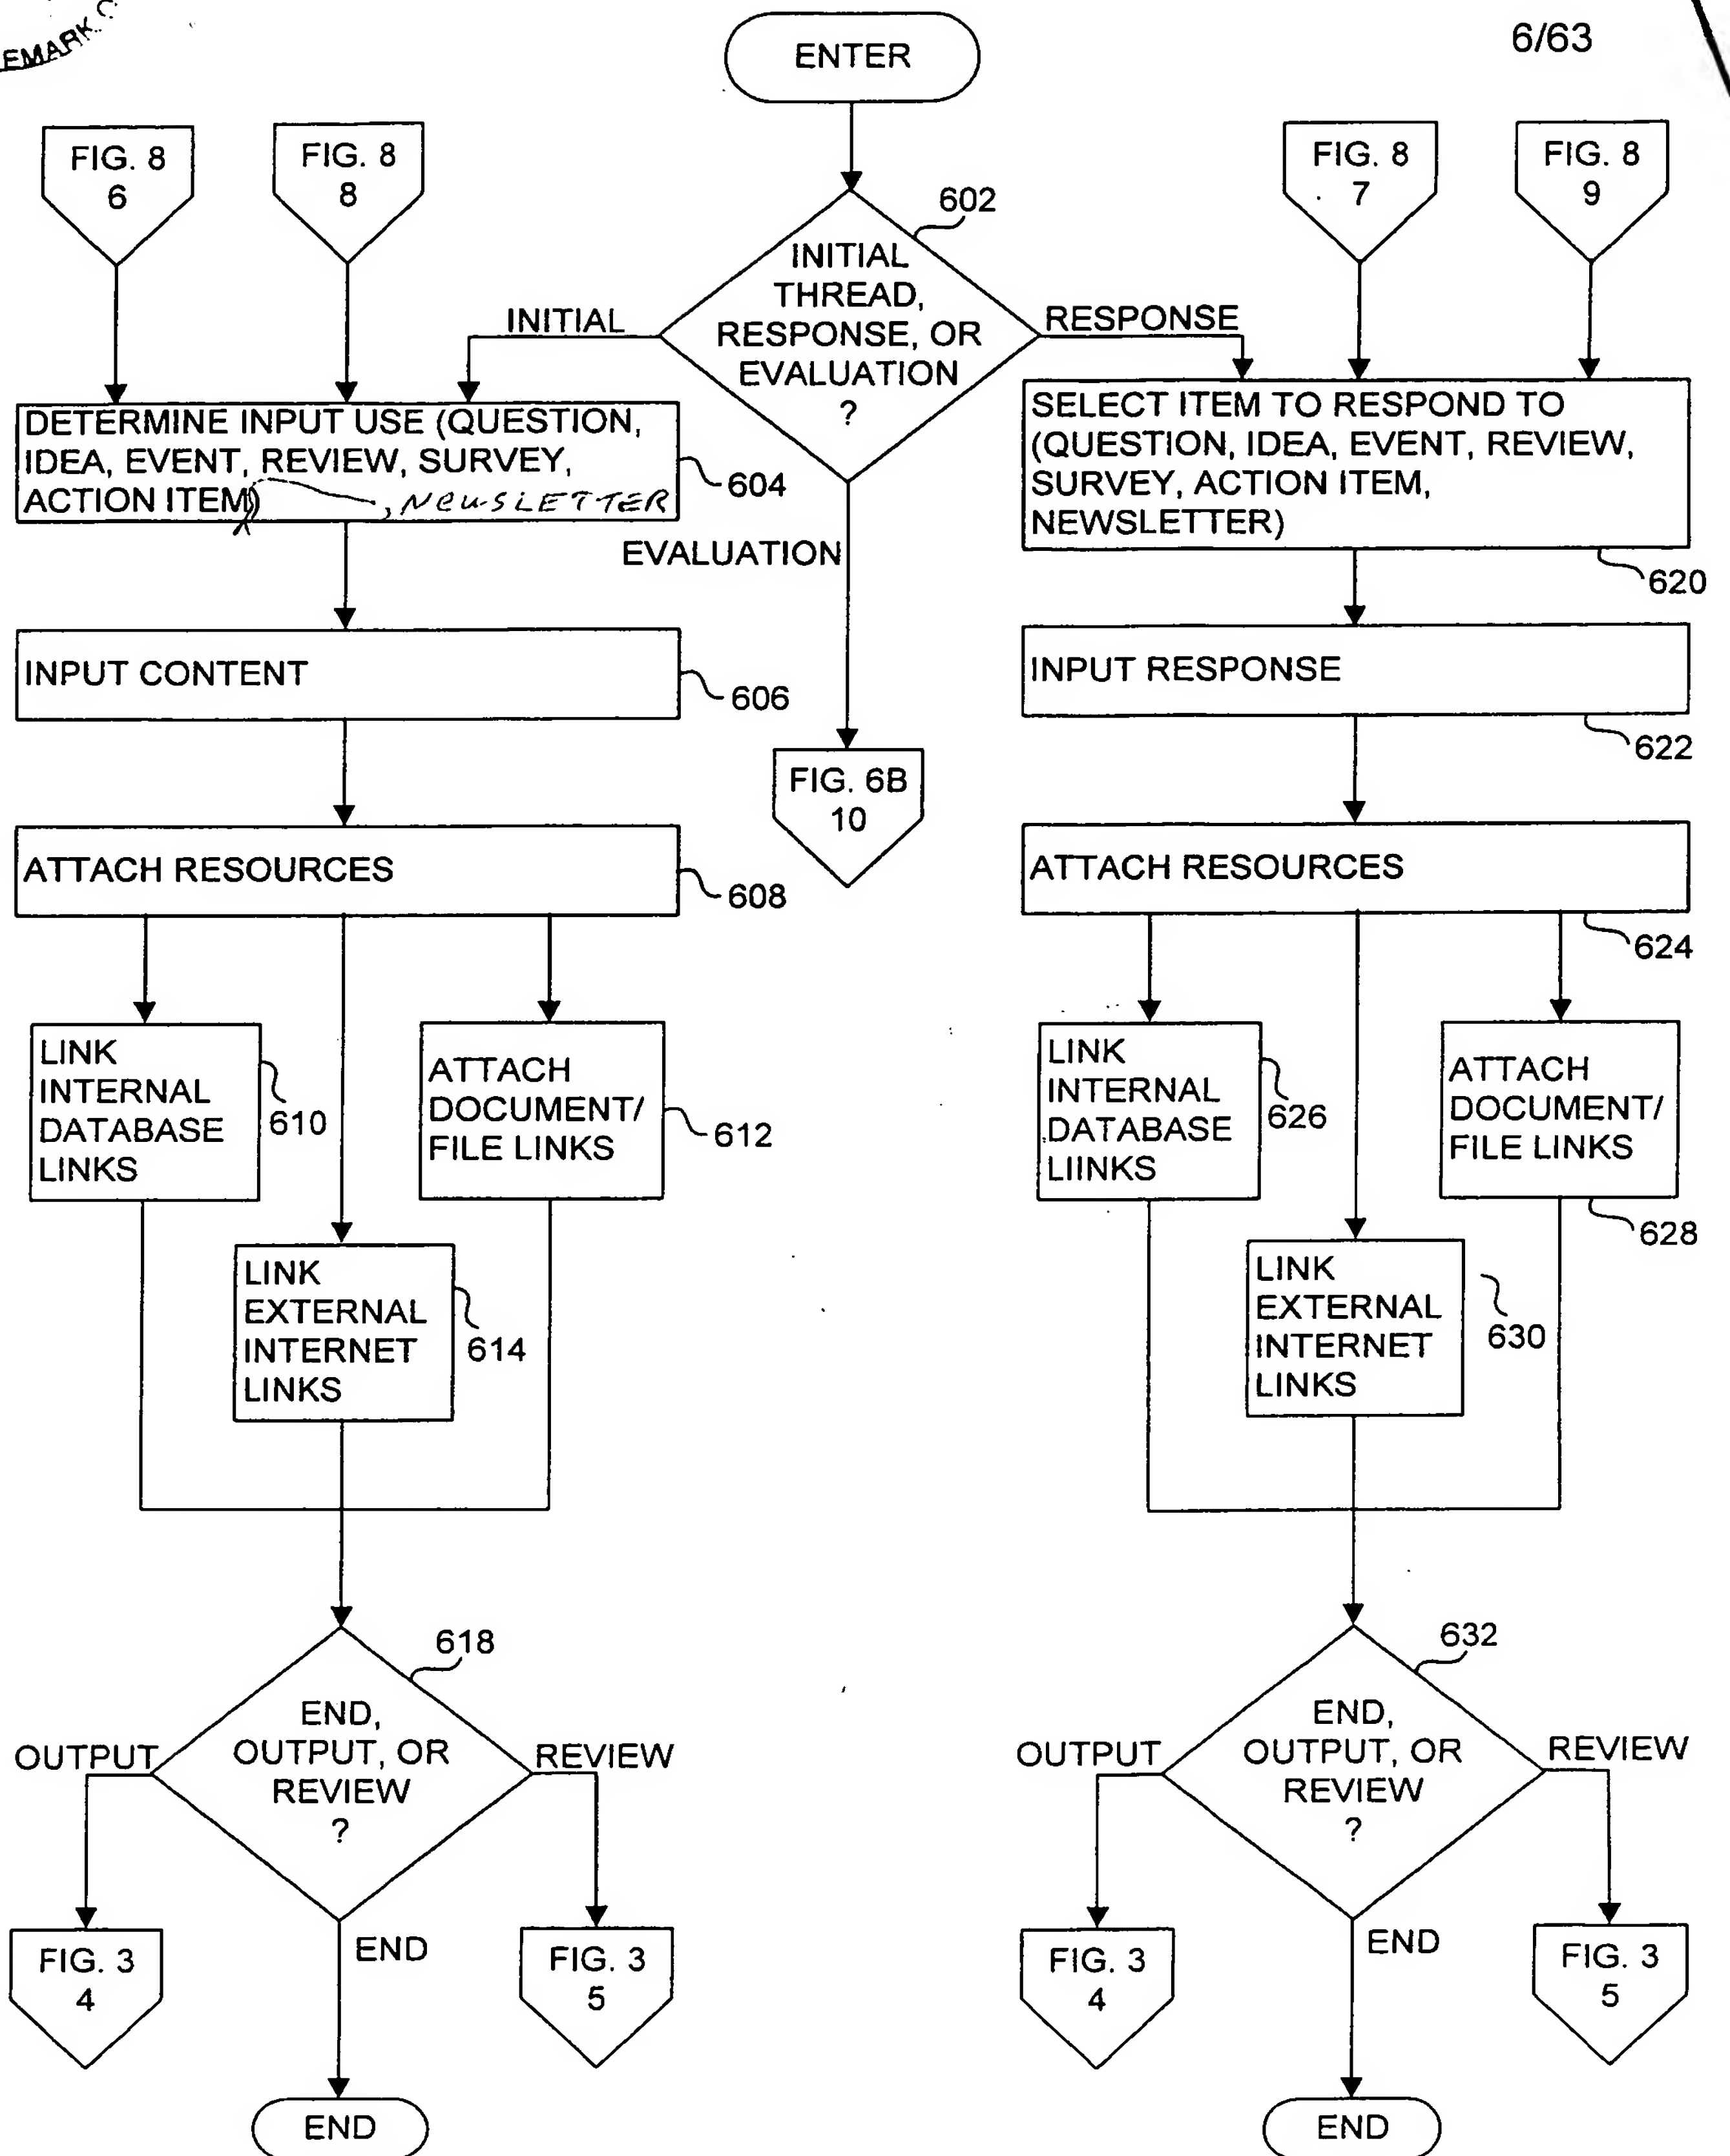 EMARK
6/63
ENTER
FIG. 8
6
FIG. 8
8
FIG. 8
7
FIG. 8
9
602
INITIAL
THREAD,
RESPONSE, OR
EVALUATION
?
INITIAL
RESPONSE
EVALUATION
DETERMINE INPUT USE (QUESTION,
IDEA, EVENT, REVIEW, SURVEY,
ACTION ITEM) , NEWSLETTER
604
SELECT ITEM TO RESPOND TO
(QUESTION, IDEA, EVENT, REVIEW,
SURVEY, ACTION ITEM,
NEWSLETTER)
620
INPUT CONTENT
606
INPUT RESPONSE
622
FIG. 6B
10
ATTACH RESOURCES
608
ATTACH RESOURCES
624
LINK
INTERNAL
DATABASE
LINKS
610
ATTACH
DOCUMENT/
FILE LINKS
612
LINK
EXTERNAL
INTERNET
LINKS
614
LINK
INTERNAL
DATABASE
LIINKS
626
ATTACH
DOCUMENT/
FILE LINKS
628
LINK
EXTERNAL
INTERNET
LINKS
630
618
END,
OUTPUT, OR
REVIEW
?
OUTPUT
REVIEW
END
FIG. 3
4
FIG. 3
5
END
632
END,
OUTPUT, OR
REVIEW
?
OUTPUT
REVIEW
END
FIG. 3
4
FIG. 3
5
END